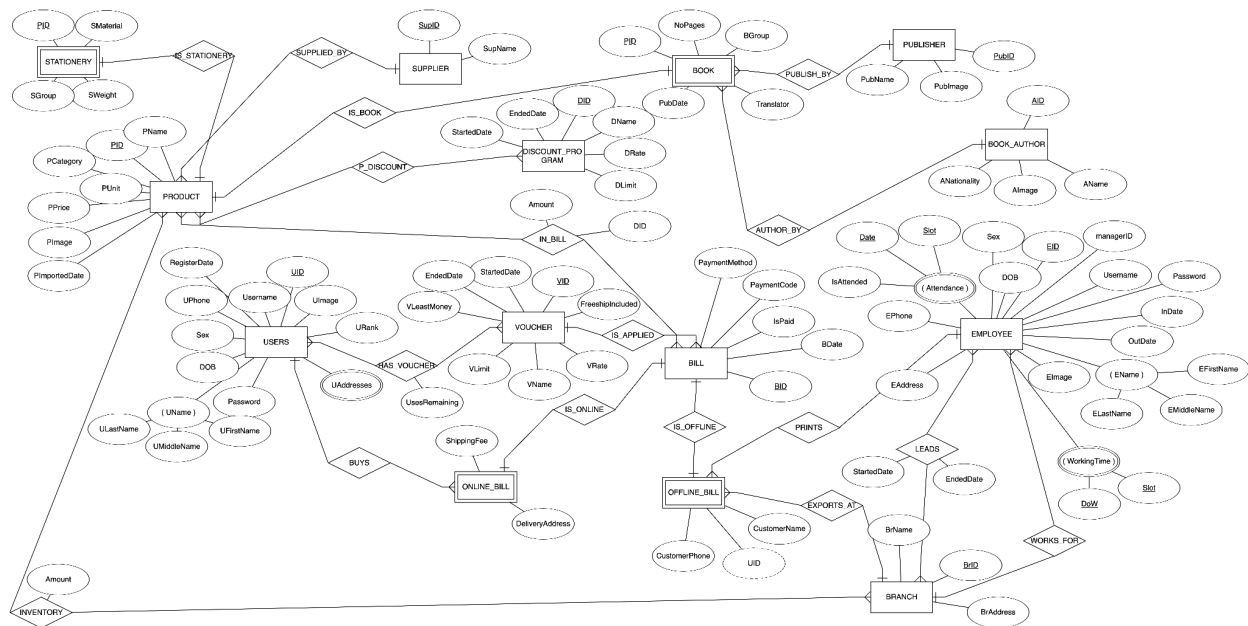 PID
SMaterial
STATIONERY
SGroup
SWeight
IS_STATIONERY
SUPPLIED_BY
SupID
SupName
SUPPLIER
NoPages
PID
BGroup
BOOK
PubDate
Translator
PUBLISH_BY
PUBLISHER
PubID
PubName
PubImage
IS_BOOK
AID
BOOK_AUTHOR
ANationality
AImage
AName
AUTHOR_BY
PName
PID
PCategory
PUnit
PRODUCT
PPrice
PImage
PImportedDate
P_DISCOUNT
DID
EndedDate
DName
StartedDate
DISCOUNT_PRO
GRAM
DRate
DLimit
Amount
DID
IN_BILL
RegisterDate
UID
UPhone
Username
UImage
Sex
USERS
URank
DOB
UAddresses
Password
( UName )
ULastName
UMiddleName
UFirstName
EndedDate
StartedDate
VID
VLeastMoney
FreeshipIncluded
VOUCHER
HAS_VOUCHER
VLimit
VName
VRate
UsesRemaining
IS_APPLIED
PaymentMethod
PaymentCode
IsPaid
BDate
BID
BILL
IS_ONLINE
IS_OFFLINE
BUYS
ShippingFee
ONLINE_BILL
DeliveryAddress
OFFLINE_BILL
CustomerPhone
UID
CustomerName
PRINTS
EXPORTS_AT
Date
Slot
Sex
EID
managerID
DOB
IsAttended
( Attendance )
Username
Password
EPhone
EMPLOYEE
InDate
OutDate
EAddress
EImage
( EName )
EFirstName
ELastName
EMiddleName
LEADS
StartedDate
EndedDate
( WorkingTime )
DoW
Slot
WORKS_FOR
BrName
BrID
BRANCH
BrAddress
Amount
INVENTORY